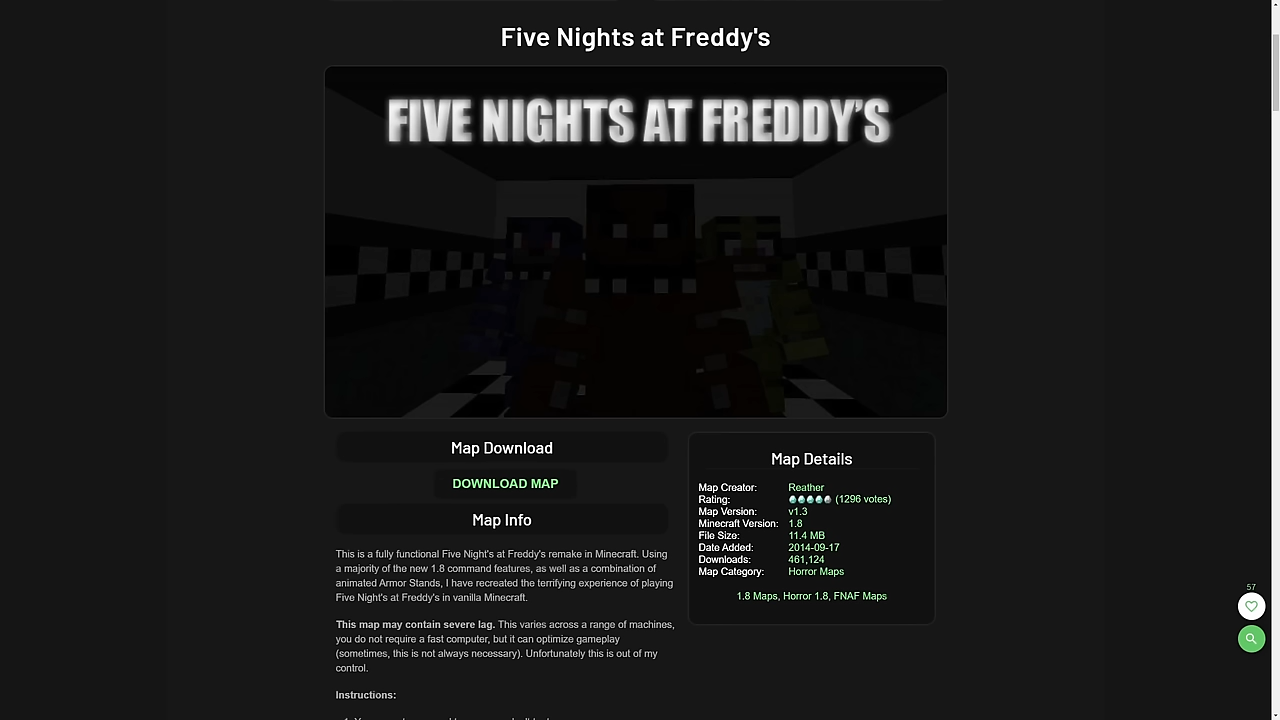 Five Nights at Freddy's
FIVE NIGHTS AT FREDDY'S
Map Download
DOWNLOAD MAP
Map Info
This is a fully functional Five Night's at Freddy's remake in Minecraft. Using
a majority of the new 1.8 command features, as well as a combination of
animated Armor Stands, I have recreated the terrifying experience of playing
Five Night's at Freddy's in vanilla Minecraft.
This map may contain severe lag. This varies across a range of machines,
you do not require a fast computer, but it can optimize gameplay
(sometimes, this is not always necessary). Unfortunately this is out of my
control.
Instructions:
Map Details
Map Creator: Reather
Rating: (1296 votes)
Map Version: v1.3
Minecraft Version: 1.8
File Size: 11.4 MB
Date Added: 2014-09-17
Downloads: 461,124
Map Category: Horror Maps
1.8 Maps, Horror 1.8, FNAF Maps
57